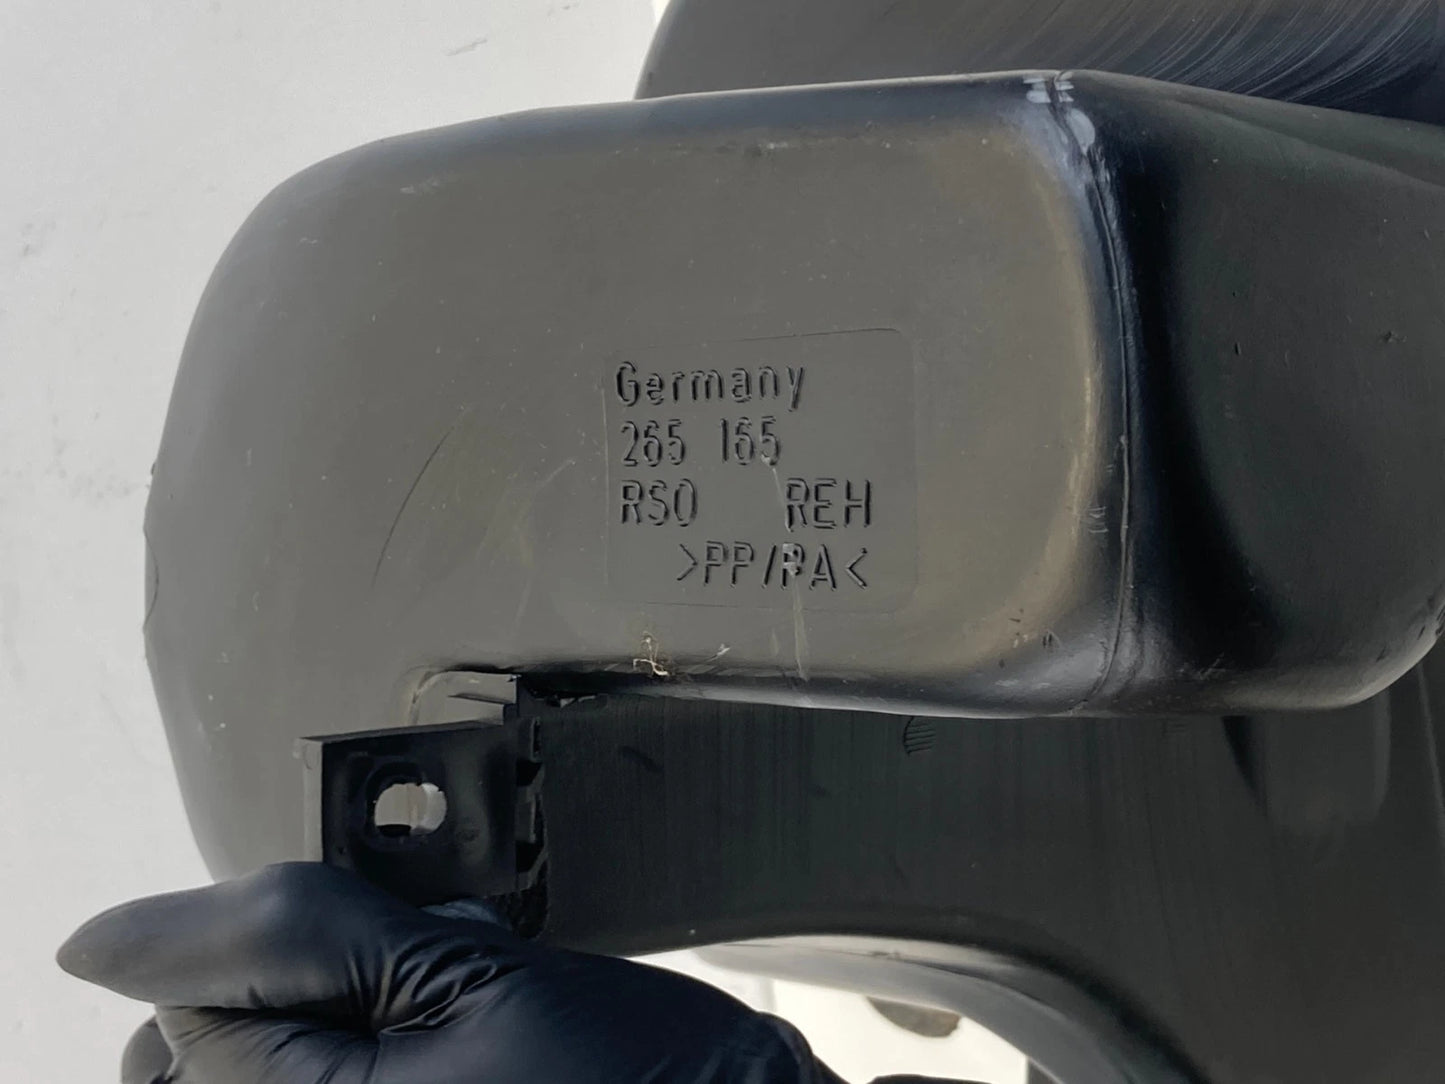 Germany
265 165
RSO REH
>PP/PA<